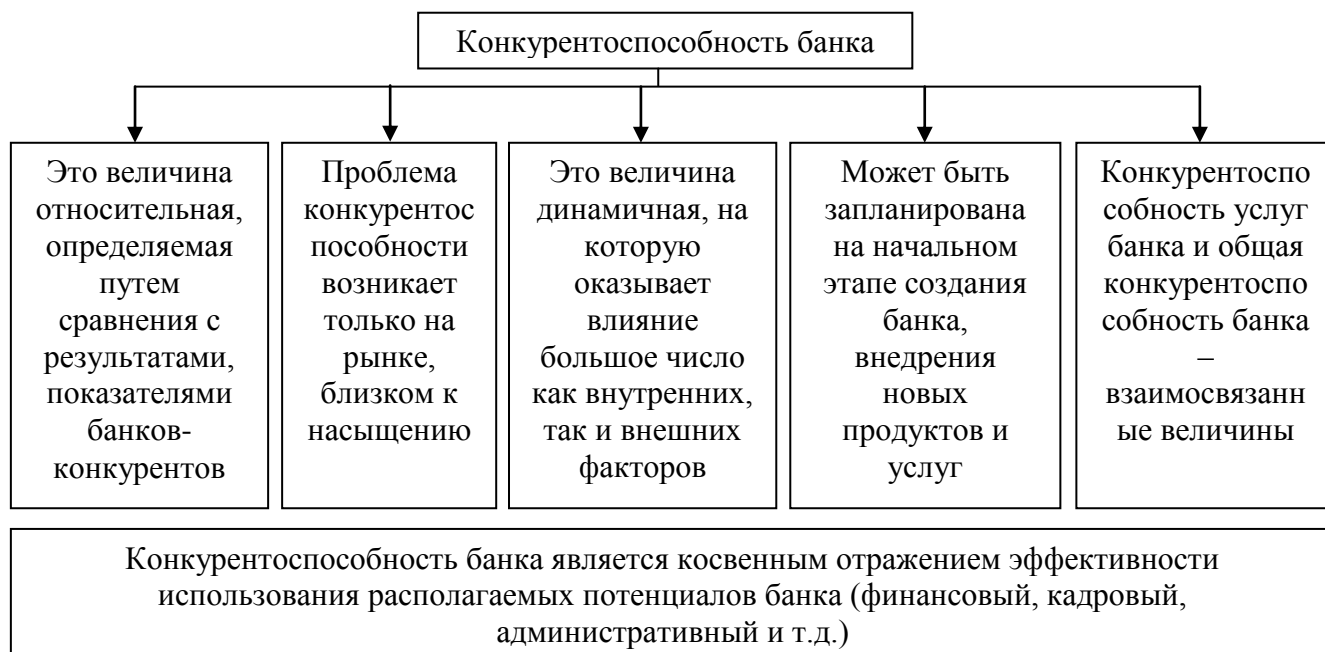 Конкурентоспособность банка
Это величина
относительная,
определяемая
путем
сравнения с
результатами,
показателями
банков-
конкурентов
Проблема
конкурентос
пособности
возникает
только на
рынке,
близком к
насыщению
Это величина
динамичная, на
которую
оказывает
влияние
большое число
как внутренних,
так и внешних
факторов
Может быть
запланирована
на начальном
этапе создания
банка,
внедрения
новых
продуктов и
услуг
Конкурентоспо
собность услуг
банка и общая
конкурентоспо
собность банка
–
взаимосвязанн
ые величины
Конкурентоспособность банка является косвенным отражением эффективности
использования располагаемых потенциалов банка (финансовый, кадровый,
административный и т.д.)